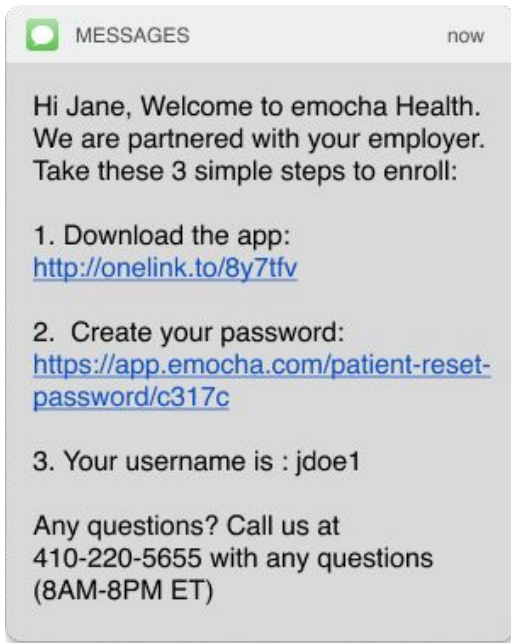 MESSAGES now
Hi Jane, Welcome to emocha Health.
We are partnered with your employer.
Take these 3 simple steps to enroll:
1. Download the app:
http://onelink.to/8y7tfv
2.  Create your password:
https://app.emocha.com/patient-reset-
password/c317c
3. Your username is : jdoe1
Any questions? Call us at
410-220-5655 with any questions
(8AM-8PM ET)